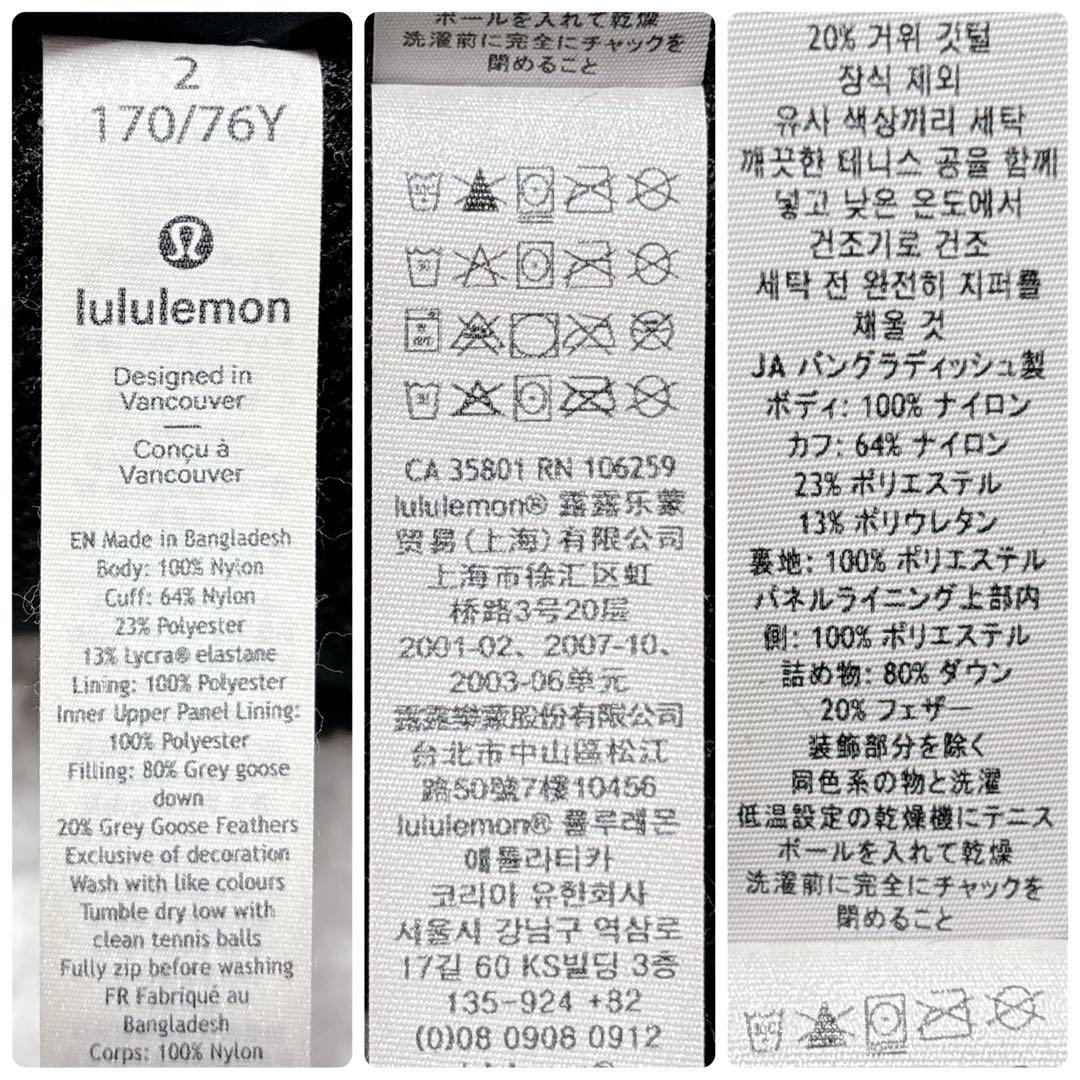 2
170/76Y
lululemon
Designed in
Vancouver
Conçu à
Vancouver
EN Made in Bangladesh
Body: 100% Nylon
Cuff: 64% Nylon
23% Polyester
13% Lycra® elastane
Lining: 100% Polyester
Inner Upper Panel Lining:
100% Polyester
Filling: 80% Grey goose
down
20% Grey Goose Feathers
Exclusive of decoration
Wash with like colours
Tumble dry low with
clean tennis balls
Fully zip before washing
FR Fabriqué au
Bangladesh
Corps: 100% Nylon
ボールを入れて乾燥
洗濯前に完全にチャックを
閉めること
CA 35801 RN 106259
lululemon® 露露乐蒙
贸易(上海)有限公司
上海市徐汇区虹
桥路3号20层
2001-02、2007-10、
2003-06单元
露露樂蒙股份有限公司
台北市中山區松江
路50號7樓10456
lululemon® 룰루레몬
애틀라티카
코리아 유한회사
서울시 강남구 역삼로
17길 60 KS빌딩 3층
135-924 +82
(0)08 0908 0912
20% 거위 깃털
장식 제외
유사 색상끼리 세탁
깨끗한 테니스 공을 함께
넣고 낮은 온도에서
건조기로 건조
세탁 전 완전히 지퍼를
채울 것
JA バングラディッシュ製
ボディ: 100% ナイロン
カフ: 64% ナイロン
23% ポリエステル
13% ポリウレタン
裏地: 100% ポリエステル
パネルライニング上部内
側: 100% ポリエステル
詰め物: 80% ダウン
20% フェザー
装飾部分を除く
同色系の物と洗濯
低温設定の乾燥機にテニス
ボールを入れて乾燥
洗濯前に完全にチャックを
閉めること